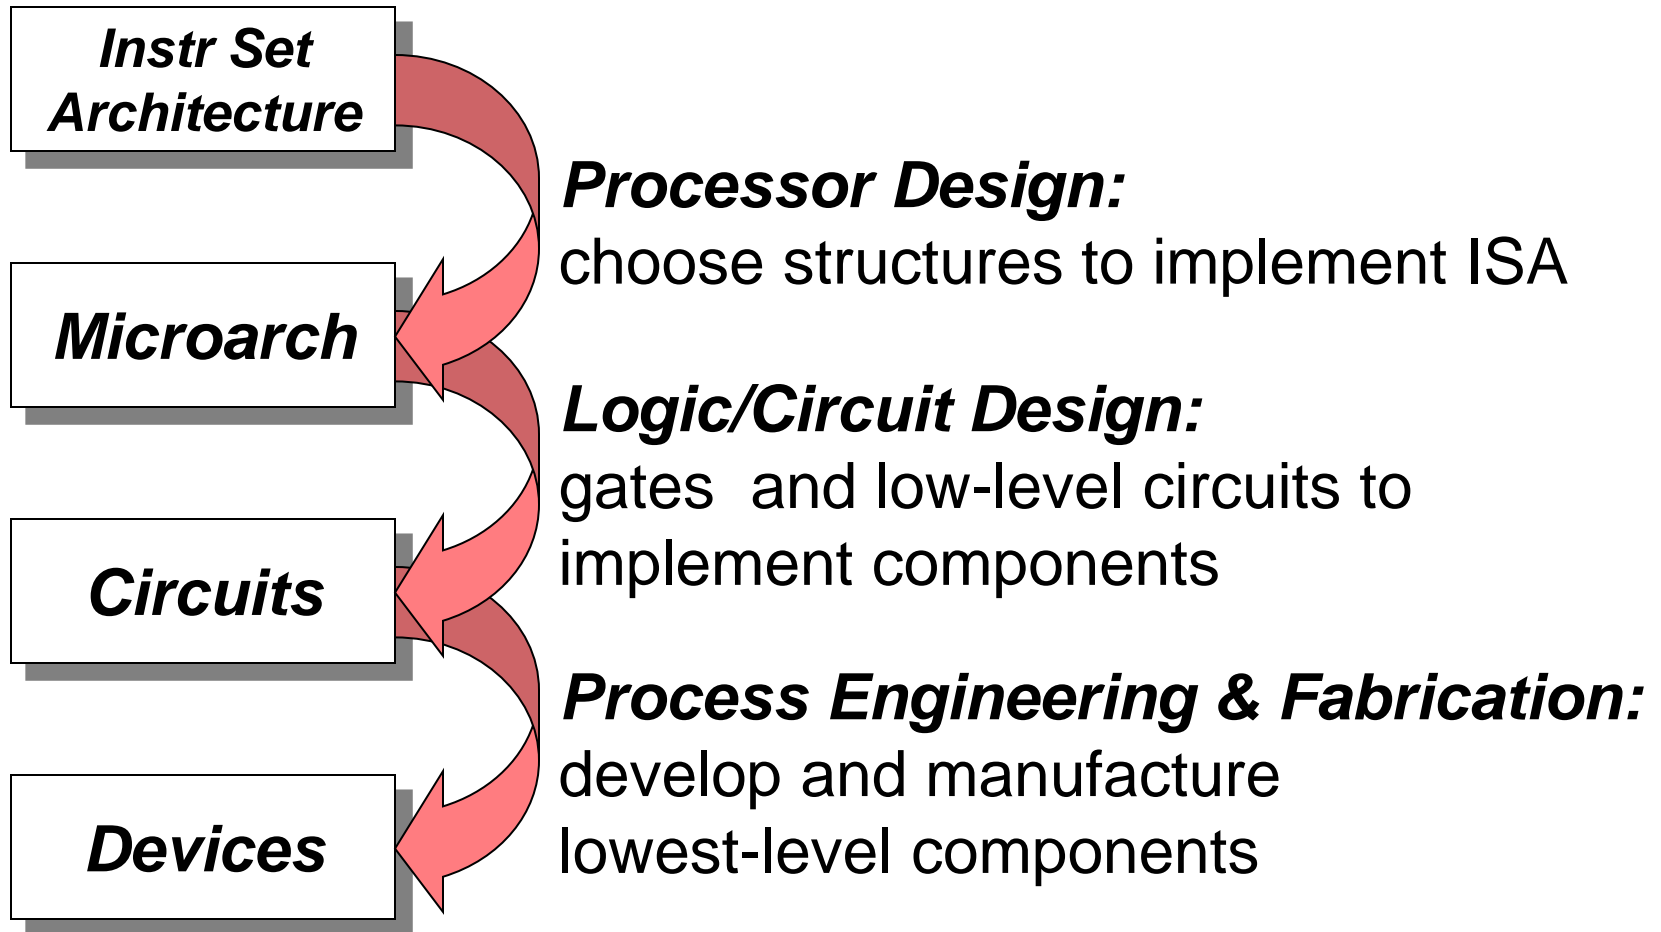 Instr Set
Architecture
Processor Design:
choose structures to implement ISA
Microarch
Logic/Circuit Design:
gates  and low-level circuits to
implement components
Circuits
Process Engineering & Fabrication:
develop and manufacture
lowest-level components
Devices